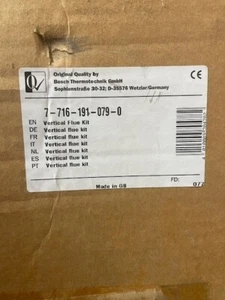 Original Quality by
Bosch Thermotechnik GmbH
Sophienstraße 30-32; D-35576 Wetzlar/Germany
CE
7-716-191-079-0
EN Vertical Flue Kit
DE Vertical flue kit
FR Vertical flue kit
IT Vertical flue kit
NL Vertical flue kit
ES Vertical flue kit
PT Vertical flue kit
Made in GB
FD: